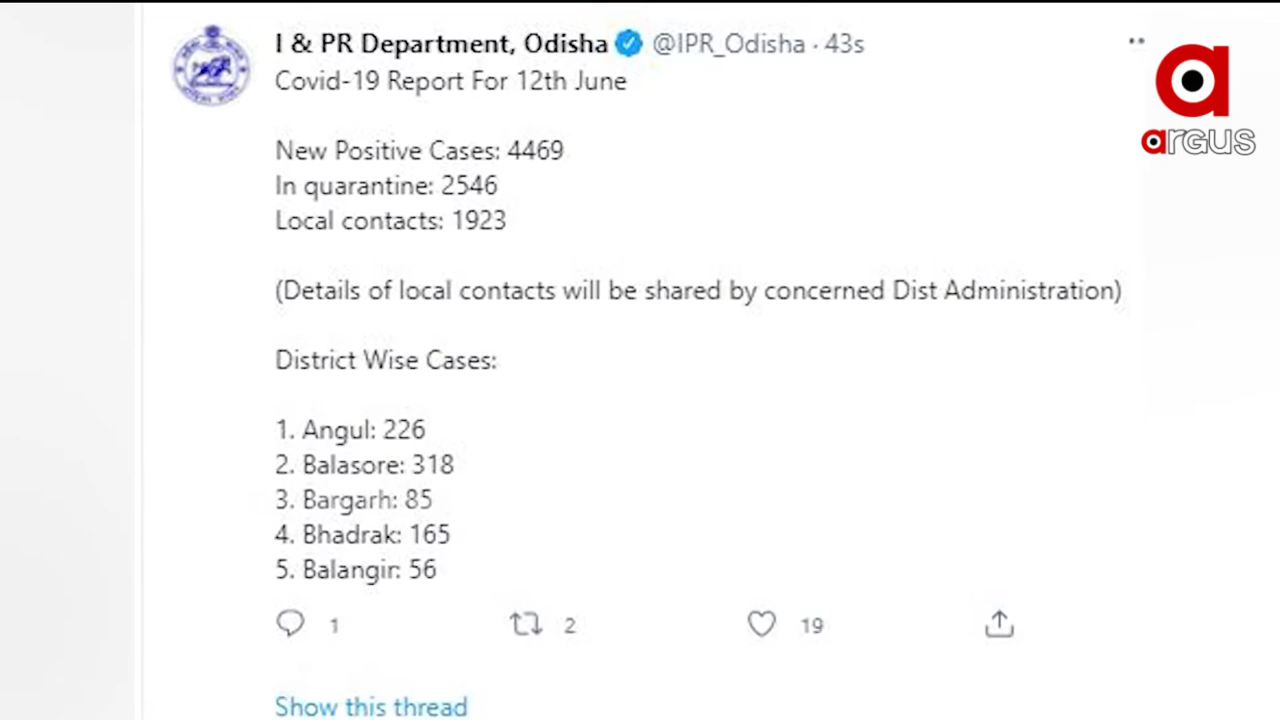 I & PR Department, Odisha @IPR_Odisha · 43s
Covid-19 Report For 12th June
New Positive Cases: 4469
In quarantine: 2546
Local contacts: 1923
(Details of local contacts will be shared by concerned Dist Administration)
District Wise Cases:
1. Angul: 226
2. Balasore: 318
3. Bargarh: 85
4. Bhadrak: 165
5. Balangir: 56
1 2 19
Show this thread
a
argus